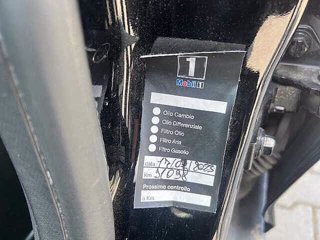 1
Mobil 1
Olio Cambio
Olio Differenziale
Filtro Olio
Filtro Aria
Filtro Gasolio
data
Km
Prossimo controllo
a Km